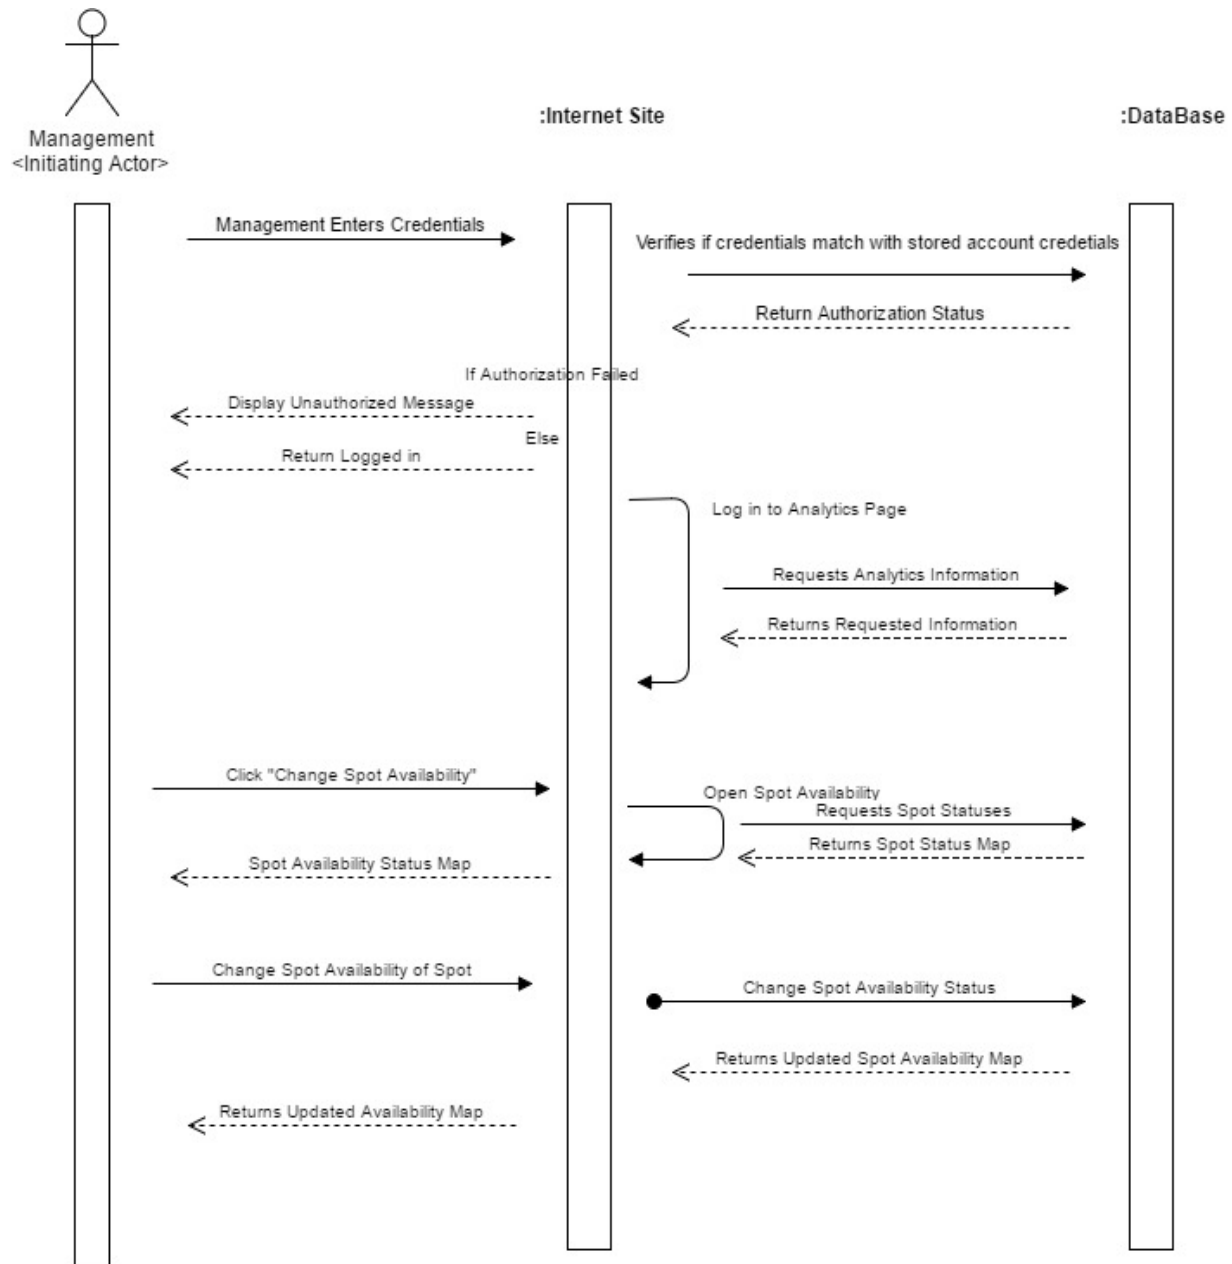 :Internet Site
:DataBase
Management
<Initiating Actor>
Management Enters Credentials
Verifies if credentials match with stored account credetials
Return Authorization Status
If Authorization Failed
Display Unauthorized Message
Else
Return Logged in
Log in to Analytics Page
Requests Analytics Information
Returns Requested Information
Click "Change Spot Availability"
Open Spot Availability
Requests Spot Statuses
Returns Spot Status Map
Spot Availability Status Map
Change Spot Availability of Spot
Change Spot Availability Status
Returns Updated Spot Availability Map
Returns Updated Availability Map